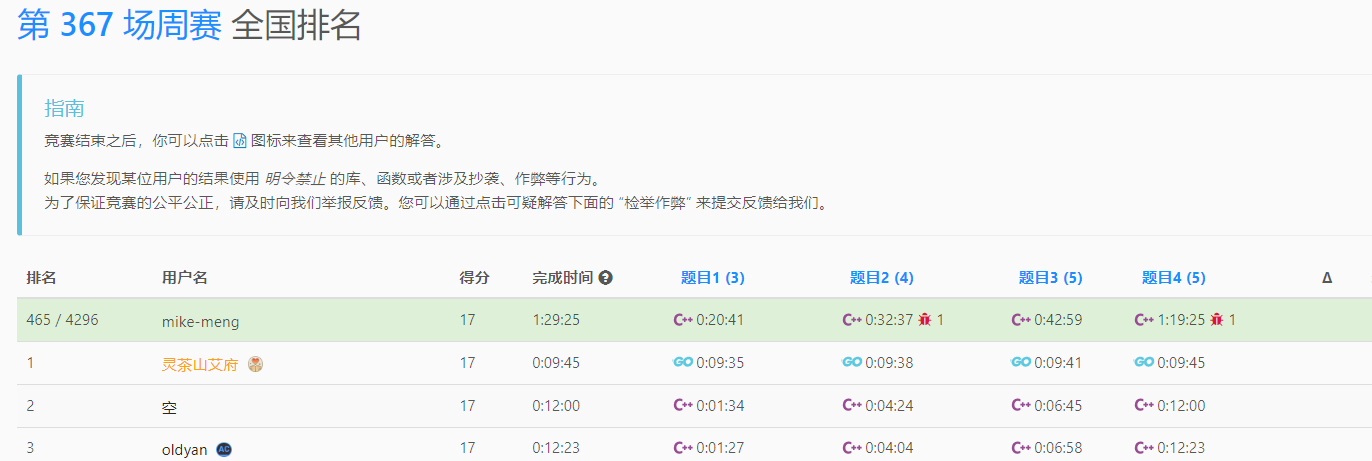 第 367 场周赛 全国排名
指南
竞赛结束之后，你可以点击 图标来查看其他用户的解答。
如果您发现某位用户的结果使用 明令禁止 的库、函数或者涉及抄袭、作弊等行为。
为了保证竞赛的公平公正，请及时向我们举报反馈。您可以通过点击可疑解答下面的 “检举作弊” 来提交反馈给我们。
排名 用户名 得分 完成时间 ? 题目1 (3) 题目2 (4) 题目3 (5) 题目4 (5) Δ
465 / 4296 mike-meng 17 1:29:25 C++ 0:20:41 C++ 0:32:37 1 C++ 0:42:59 C++ 1:19:25 1
1 灵茶山艾府 17 0:09:45 GO 0:09:35 GO 0:09:38 GO 0:09:41 GO 0:09:45
2 空 17 0:12:00 C++ 0:01:34 C++ 0:04:24 C++ 0:06:45 C++ 0:12:00
3 oldyan AC 17 0:12:23 C++ 0:01:27 C++ 0:04:04 C++ 0:06:58 C++ 0:12:23